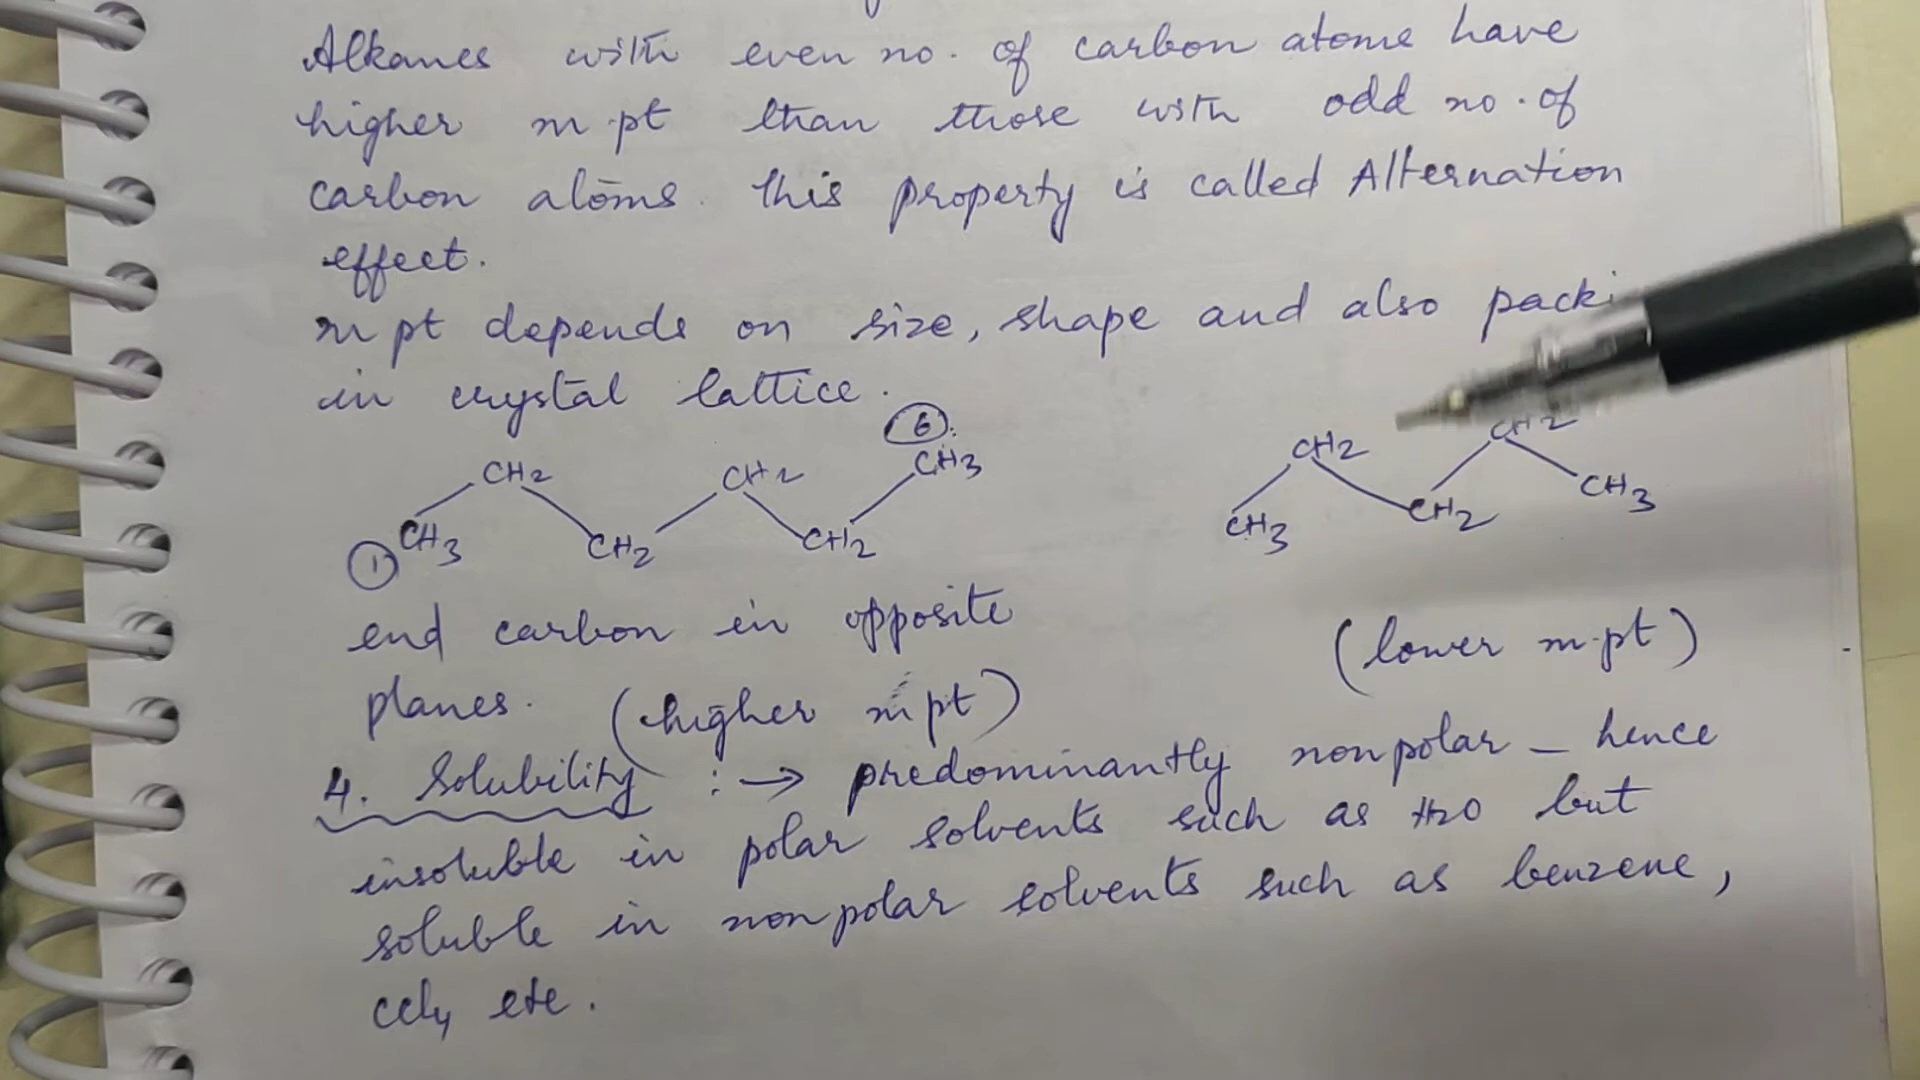 Alkanes with even no. of carbon atoms have
higher m.pt than those with odd no. of
carbon atoms. This property is called Alternation
effect.
m pt depends on size, shape and also packi
in crystal lattice.
6
CH2 CH2 CH3 CH2 CH2
1 CH3 CH2 CH2 CH3 CH2 CH3
end carbon in opposite
planes. (higher m pt) (lower m.pt)
4. Solubility :→ predominantly nonpolar - hence
insoluble in polar solvents such as H2O but
soluble in nonpolar solvents such as benzene,
CCl4 etc.